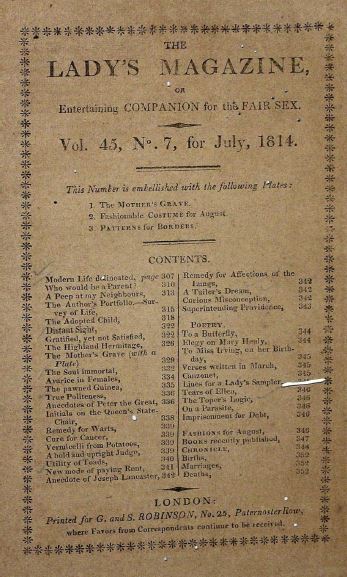 THE
LADY'S MAGAZINE,
OR
Entertaining COMPANION for the FAIR SEX.
Vol. 45, No. 7, for July, 1814.
This Number is embellished with the following Plates:
1. The MOTHER'S GRAVE.
2. Fashionable COSTUME for August.
3. PATTERNS for BORDERS.
CONTENTS.
Modern Life delineated, page 307
Who would be a Parent? 310
A Peep at my Neighbours, 313
The Author's Portfolio,—Survey of Life, 315
The Adopted Child, 318
Distant Sight, 322
Gratified, yet not Satisfied, 322
The Highland Hermitage, 326
The Mother's Grave (with a
Plate) 329
The Soul immortal, 332
Avarice in Females, 334
The pawned Guinea, 335
True Politeness, 336
Anecdotes of Peter the Great, 336
Initials on the Queen's State-
Chair, 338
Remedy for Warts, 339
Cure for Cancer, 339
Vermicelli from Potatoes, 339
A bold and upright Judge, 339
Utility of Toads, 340
New mode of paying Rent, 341
Anecdote of Joseph Lancaster, 342
Remedy for Affections of the
Lungs, 342
A Tailor's Dream, 342
Curious Misconception, 342
Superintending Providence, 343
POETRY.
To a Butterfly, 344
Elegy on Mary Henly, 344
To Miss Irving, on her Birth-
day, 345
Verses written in March, 345
Canzonet, 345
Lines for a Lady's Sampler,
Tears of Ellen, 346
The Toper's Logic, 346
On a Parasite, 346
Imprisonment for Debt, 346
FASHIONS for August, 346
BOOKS recently published, 347
CHRONICLE, 348
Births, 352
Marriages, 352
Deaths, 352
LONDON:
Printed for G. and S. ROBINSON, No. 25, Paternoster Row,
where Favors from Correspondents continue to be received.